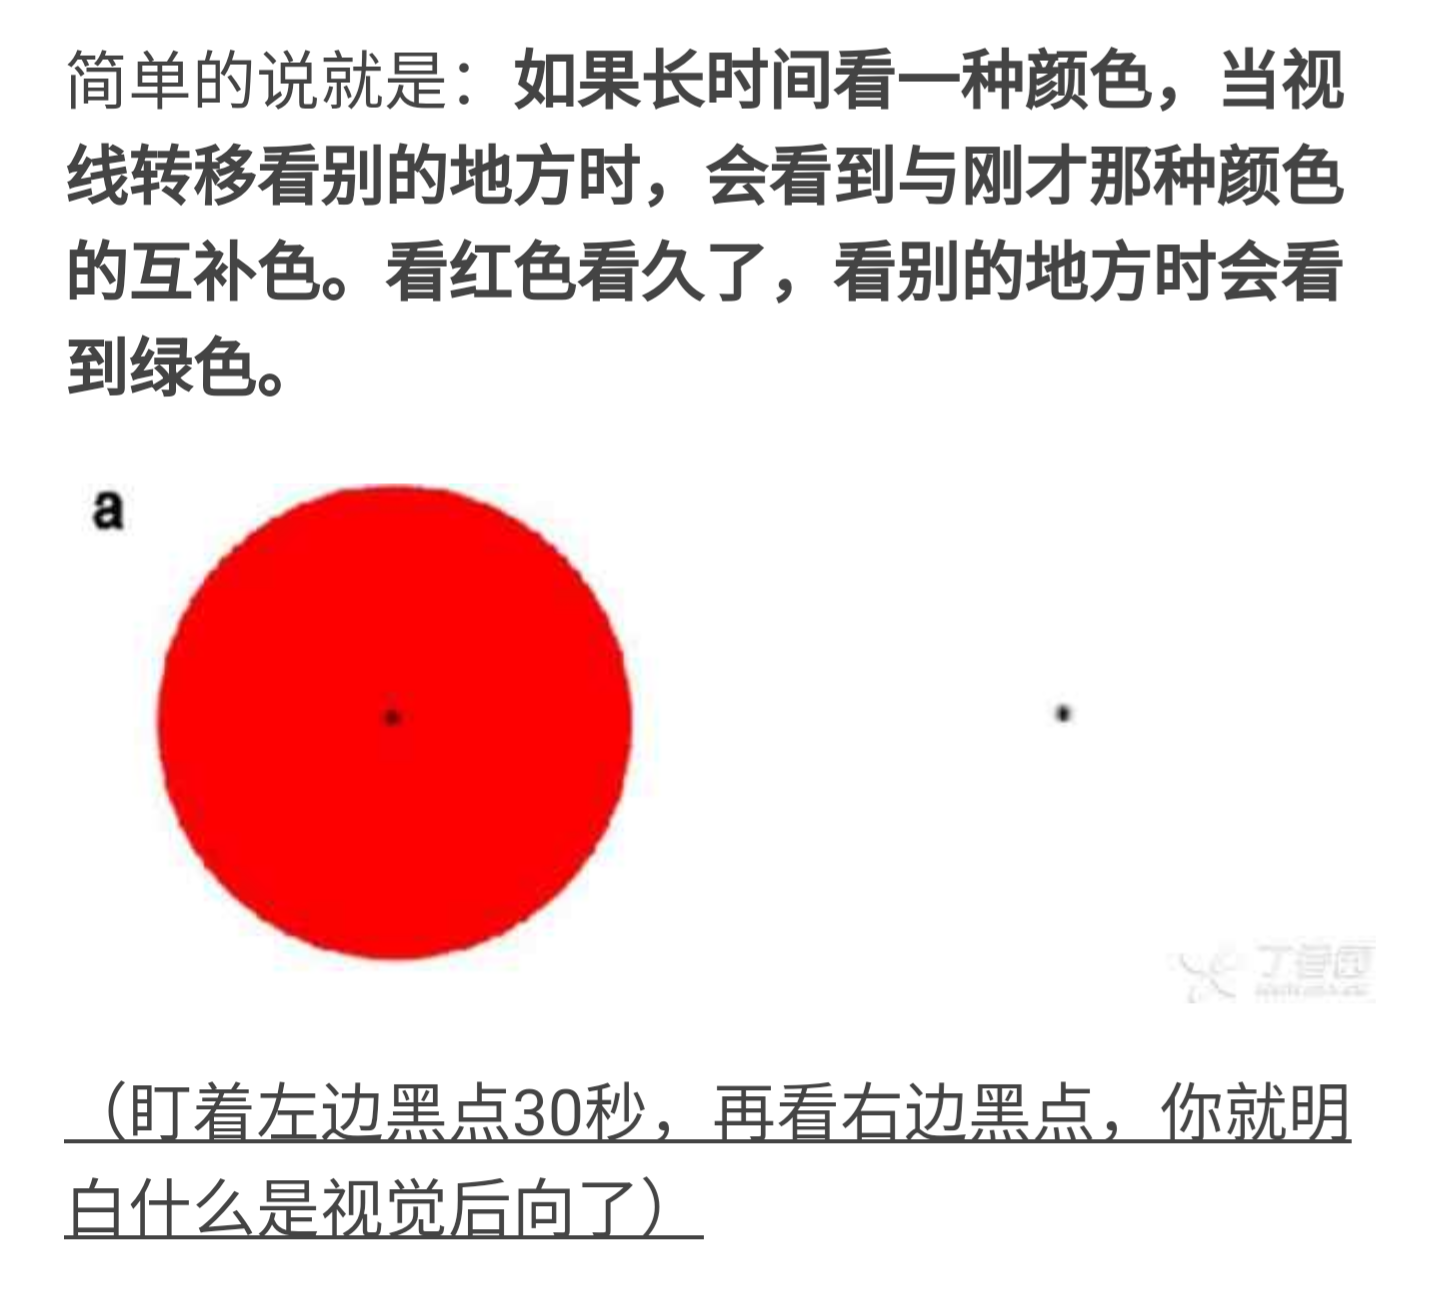 简单的说就是：如果长时间看一种颜色，当视
线转移看别的地方时，会看到与刚才那种颜色
的互补色。看红色看久了，看别的地方时会看
到绿色。
a
丁香园
（盯着左边黑点30秒，再看右边黑点，你就明
白什么是视觉后向了）